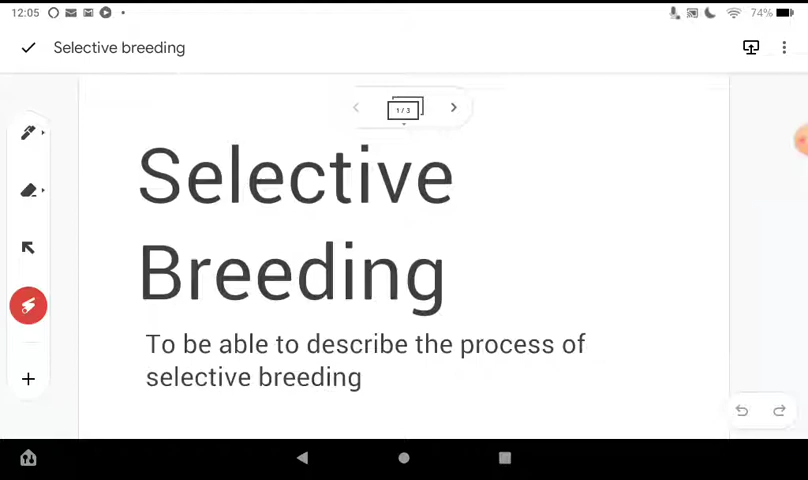 12:05
74%
Selective breeding
1 / 3
Selective
Breeding
To be able to describe the process of
selective breeding